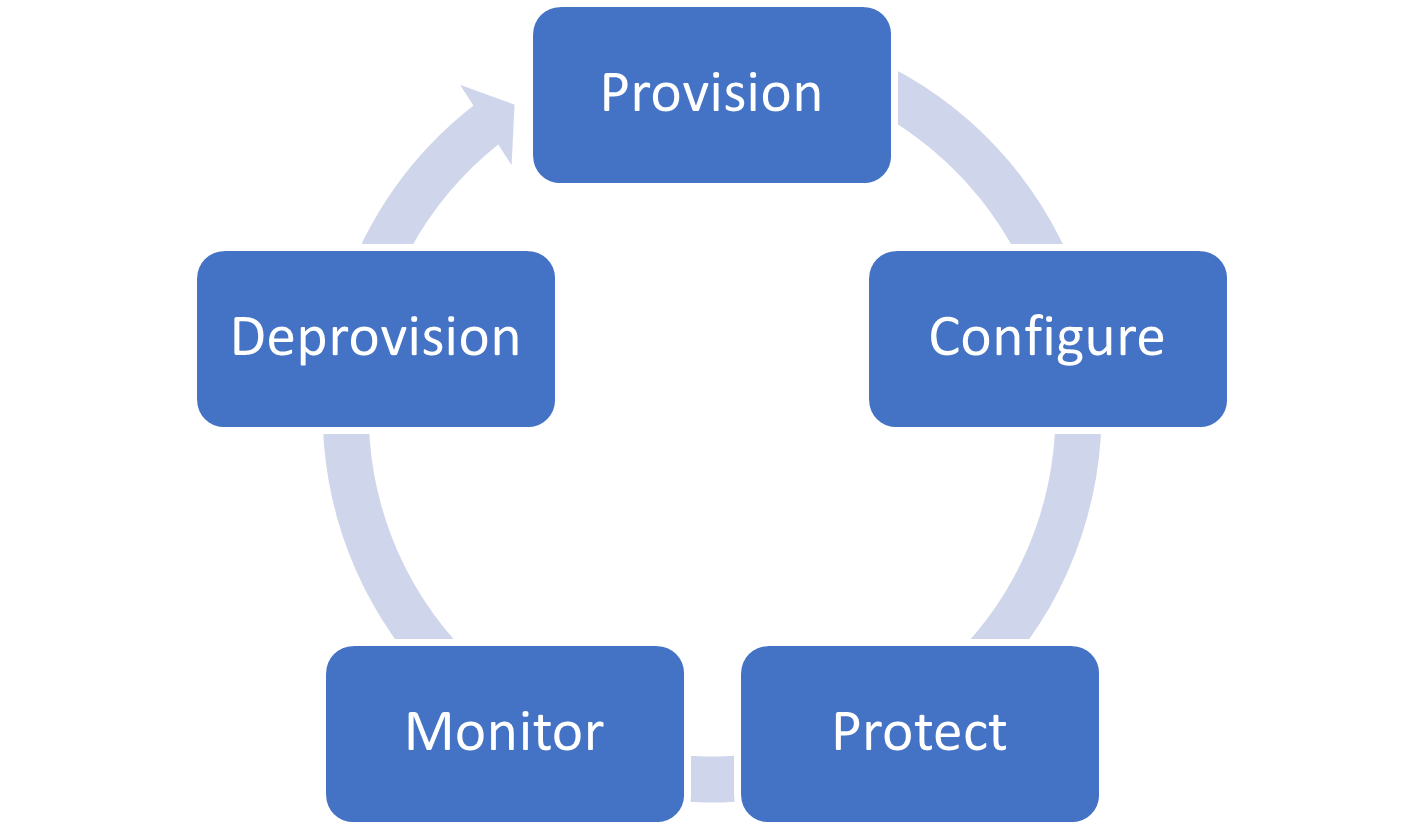 Provision
Configure
Protect
Monitor
Deprovision